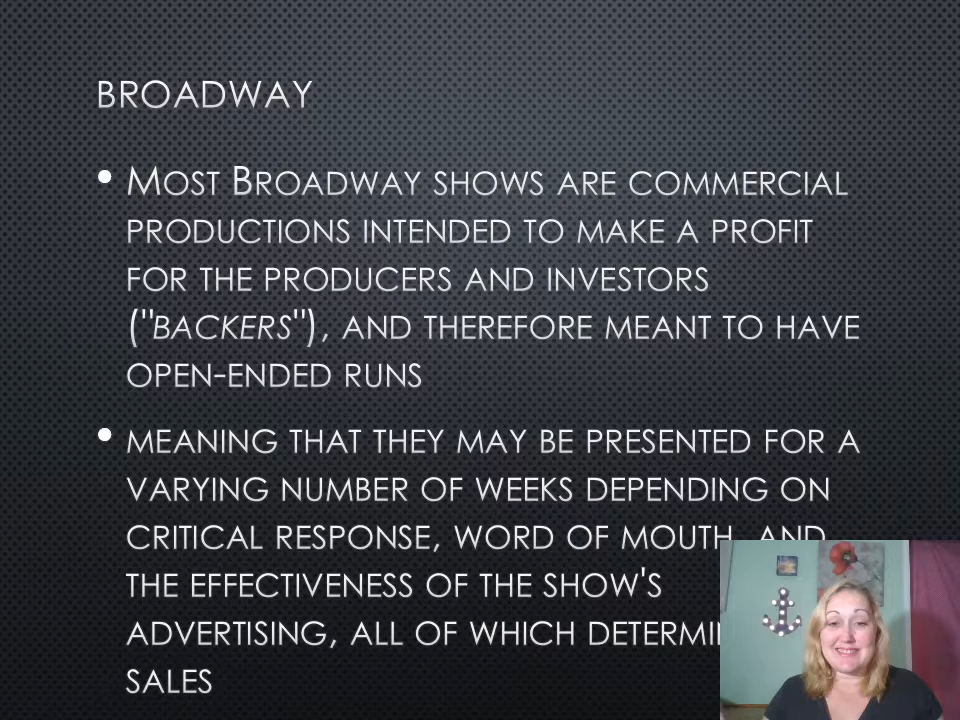 BROADWAY
• MOST BROADWAY SHOWS ARE COMMERCIAL
PRODUCTIONS INTENDED TO MAKE A PROFIT
FOR THE PRODUCERS AND INVESTORS
("BACKERS"), AND THEREFORE MEANT TO HAVE
OPEN-ENDED RUNS
• MEANING THAT THEY MAY BE PRESENTED FOR A
VARYING NUMBER OF WEEKS DEPENDING ON
CRITICAL RESPONSE, WORD OF MOUTH, AND
THE EFFECTIVENESS OF THE SHOW'S
ADVERTISING, ALL OF WHICH
SALES